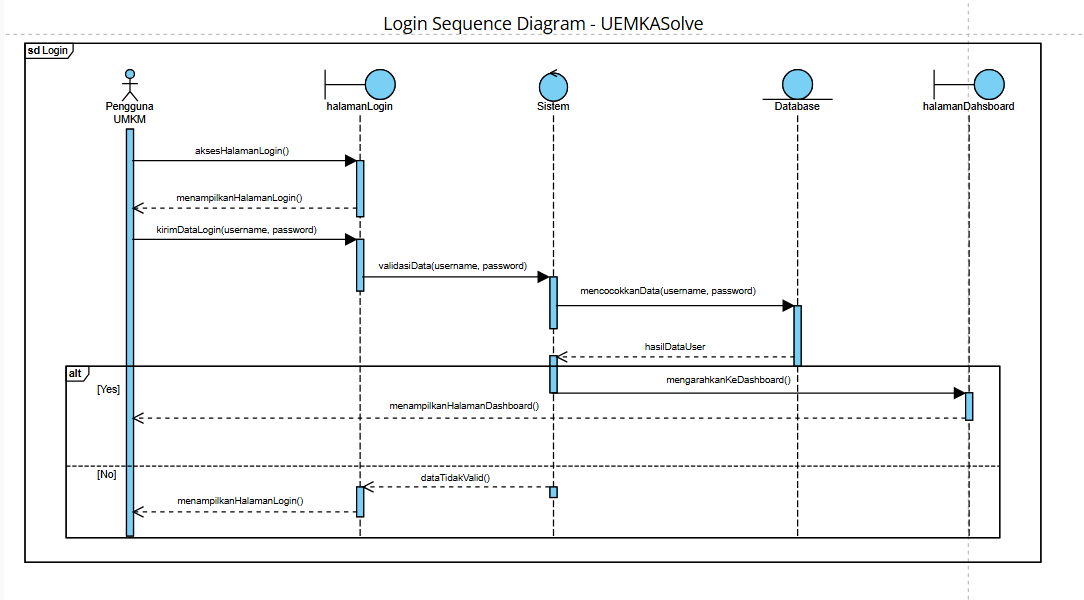 Login Sequence Diagram - UEMKASolve
sd Login
Pengguna
UMKM
halamanLogin
Sistem
Database
halamanDahsboard
aksesHalamanLogin()
menampilkanHalamanLogin()
kirimDataLogin(username, password)
validasiData(username, password)
mencocokkanData(username, password)
hasilDataUser
alt
[Yes]
mengarahkanKeDashboard()
menampilkanHalamanDashboard()
[No]
dataTidakValid()
menampilkanHalamanLogin()